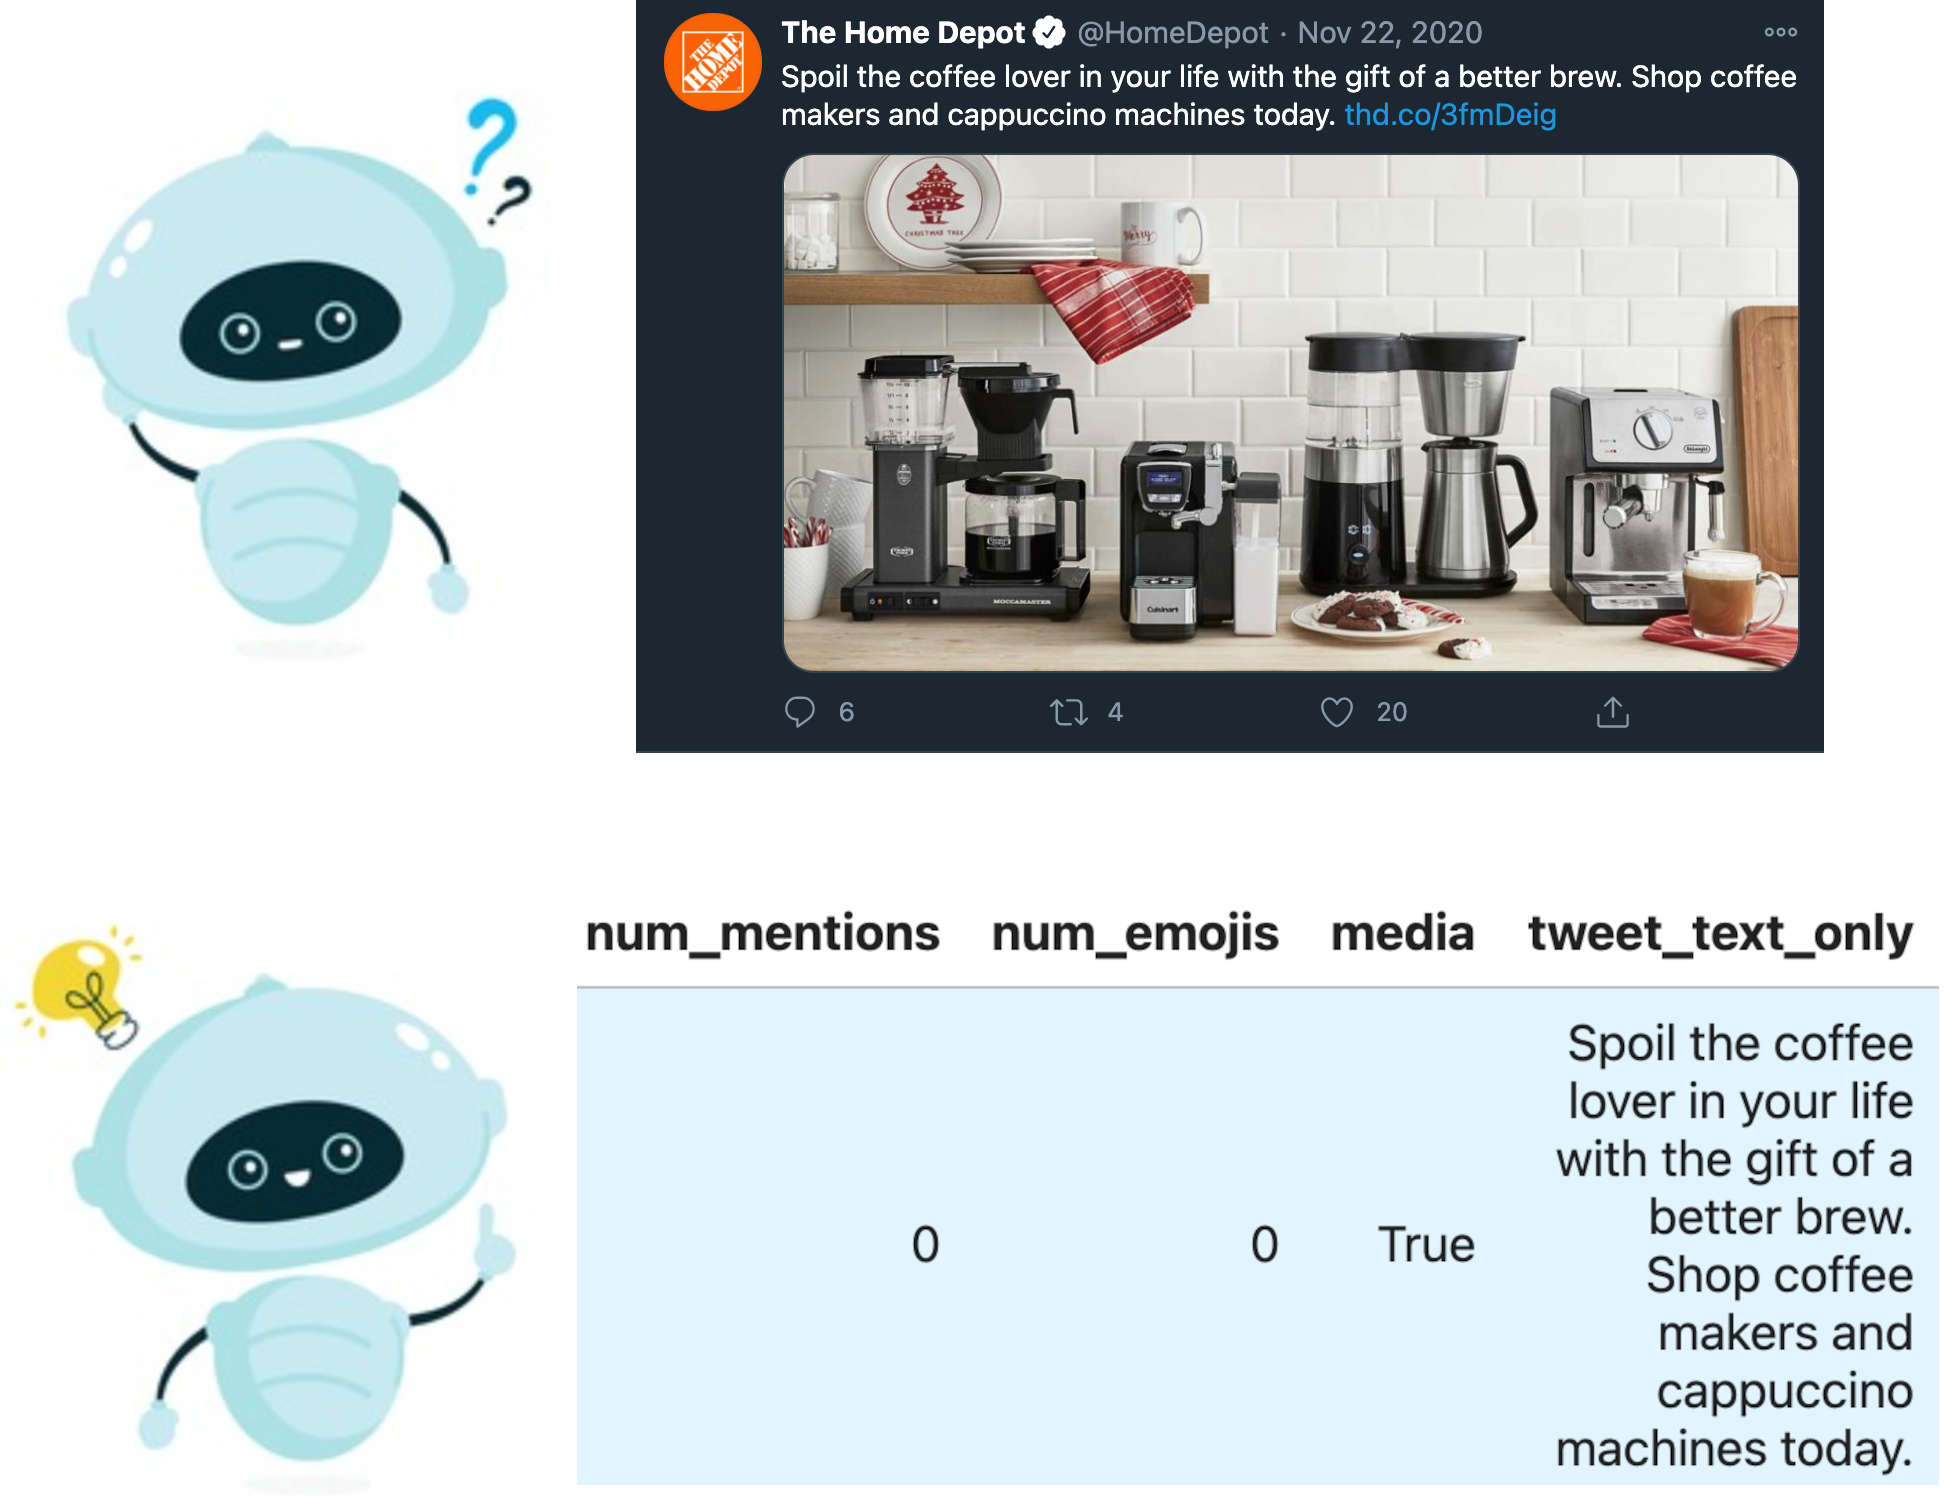 The Home Depot @HomeDepot · Nov 22, 2020
Spoil the coffee lover in your life with the gift of a better brew. Shop coffee
makers and cappuccino machines today. thd.co/3fmDeig
THE
HOME
DEPOT
CHRISTMAS TREE
Merry
DeLonghi
MOCCAMASTER
Cuisinart
6 4 20
? ?
num_mentions num_emojis media tweet_text_only
0 0 True
Spoil the coffee
lover in your life
with the gift of a
better brew.
Shop coffee
makers and
cappuccino
machines today.